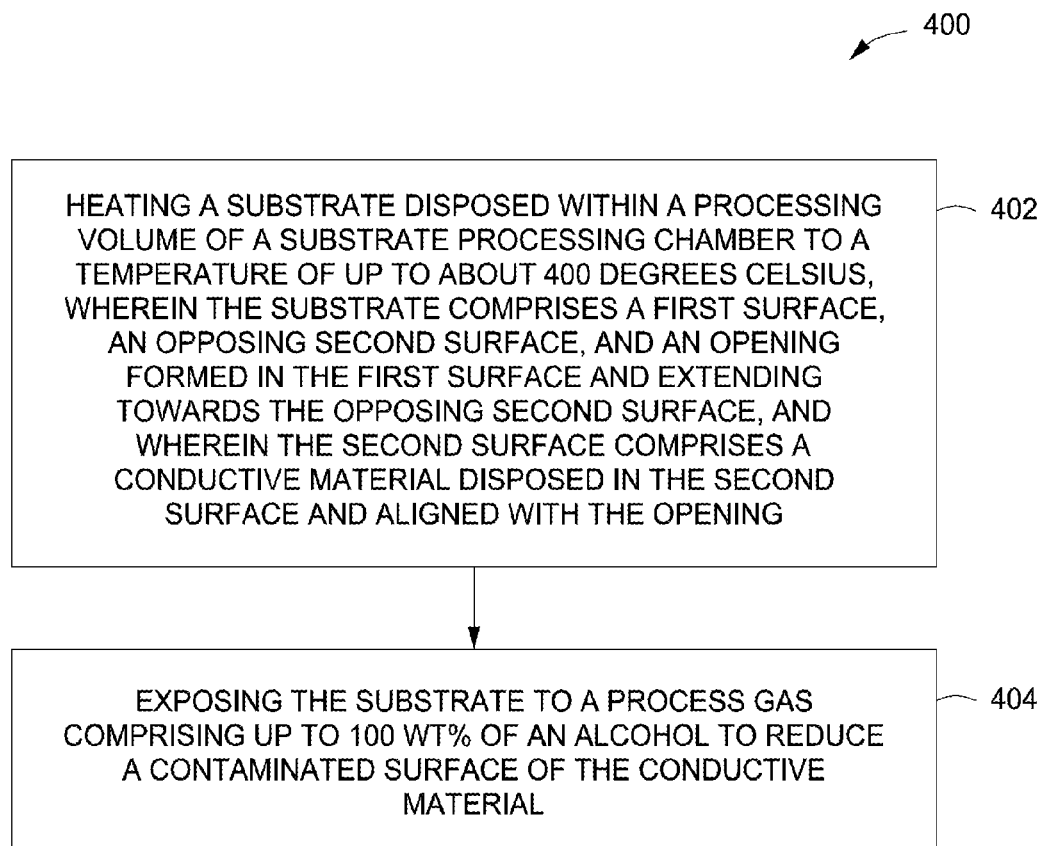 400
HEATING A SUBSTRATE DISPOSED WITHIN A PROCESSING
VOLUME OF A SUBSTRATE PROCESSING CHAMBER TO A
TEMPERATURE OF UP TO ABOUT 400 DEGREES CELSIUS,
WHEREIN THE SUBSTRATE COMPRISES A FIRST SURFACE,
AN OPPOSING SECOND SURFACE, AND AN OPENING
FORMED IN THE FIRST SURFACE AND EXTENDING
TOWARDS THE OPPOSING SECOND SURFACE, AND
WHEREIN THE SECOND SURFACE COMPRISES A
CONDUCTIVE MATERIAL DISPOSED IN THE SECOND
SURFACE AND ALIGNED WITH THE OPENING
402
EXPOSING THE SUBSTRATE TO A PROCESS GAS
COMPRISING UP TO 100 WT% OF AN ALCOHOL TO REDUCE
A CONTAMINATED SURFACE OF THE CONDUCTIVE
MATERIAL
404